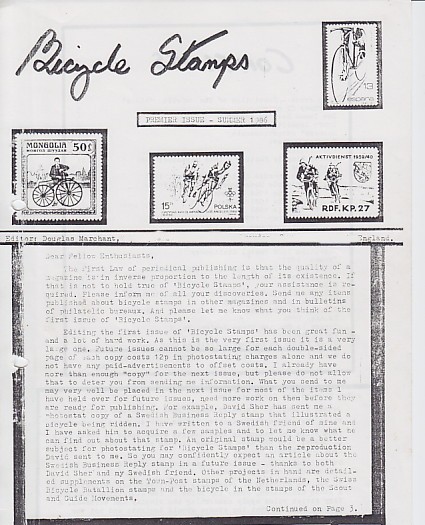 Bicycle Stamps
13
españa
PREMIER ISSUE - SUMMER 1986
MONGOLIA
50f
15
POLSKA
AKTIVDIENST 1939/40
RDF. KP. 27
Editor: Douglas Marchant,
England.
Dear Fellow Enthusiasts,
The First Law of periodical publishing is that the quality of a
magazine is in inverse proportion to the length of its existence. If
that is not to hold true of 'Bicycle Stamps', your assistance is re-
quired. Please inform me of all your discoveries. Send me any items
published about bicycle stamps in other magazines and in bulletins
of philatelic bureaux. And please let me know what you think of the
first issue of 'Bicycle Stamps'.
Editing the first issue of 'Bicycle Stamps' has been great fun -
and a lot of hard work. As this is the very first issue it is a very
large one. Future issues cannot be so large for each double-sided
page of each copy costs 12p in photostating charges alone and we do
not have any paid-advertisements to offset costs. I already have
more than enough "copy" for the next issue, but please do not allow
that to deter you from sending me information. What you send to me
may very well be placed in the next issue for most of the items I
have held over for future issues, need more work on them before they
are ready for publishing. For example, David Sher has sent me a
photostat copy of a Swedish Business Reply stamp that illustrated a
bicycle being ridden. I have written to a Swedish friend of mine and
I have asked him to acquire a few samples and to let me know what he
can find out about that stamp. An original stamp would be a better
subject for photostating for 'Bicycle Stamps' than the reproduction
David sent to me. So you may confidently expect an article about the
Swedish Business Reply stamp in a future issue - thanks to both
David Sher and my Swedish friend. Other projects in hand are detail-
ed supplements on the Town-Post stamps of the Netherlands, the Swiss
Bicycle Batallion stamps and the bicycle in the stamps of the Scout
and Guide Movements.
Continued on Page 3.